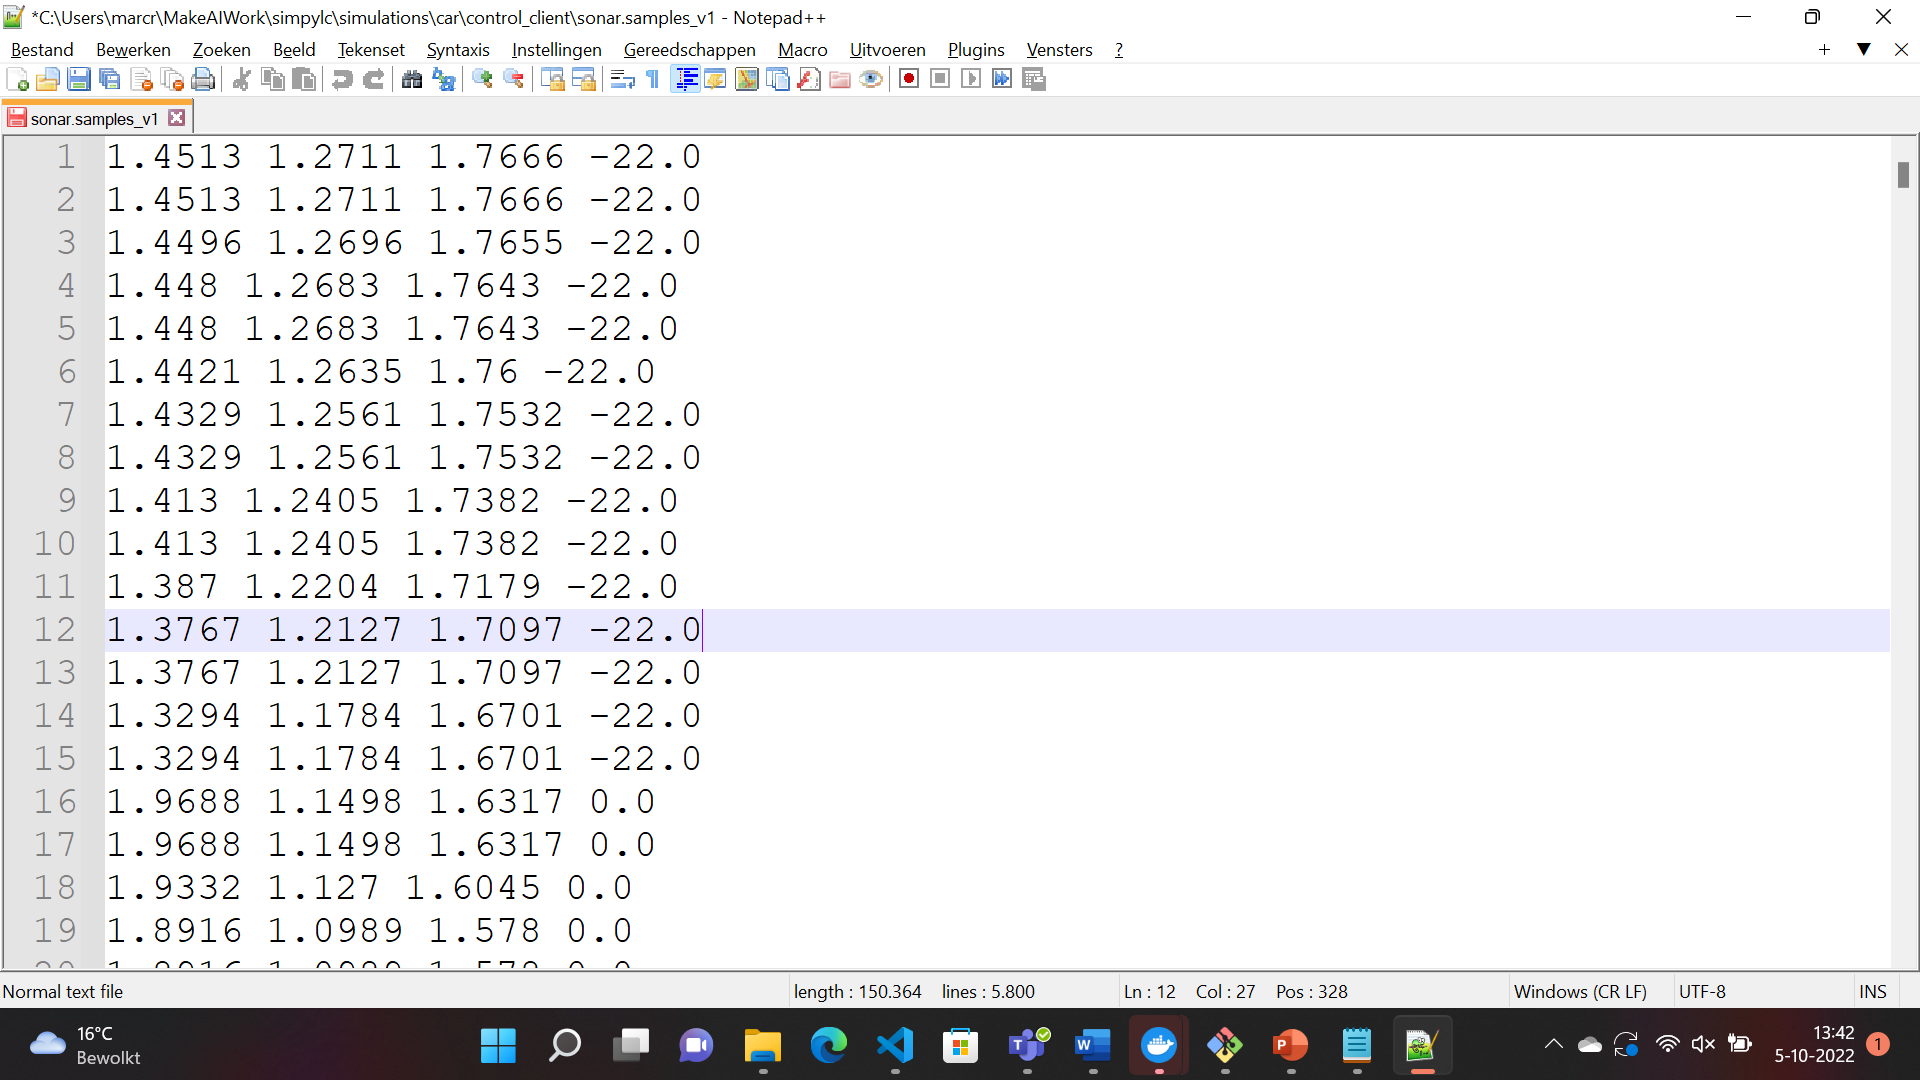 *C:\Users\marcr\MakeAIWork\simpylc\simulations\car\control_client\sonar.samples_v1 - Notepad++
Bestand Bewerken Zoeken Beeld Tekenset Syntaxis Instellingen Gereedschappen Macro Uitvoeren Plugins Vensters ?
sonar.samples_v1
1 1.4513 1.2711 1.7666 -22.0
2 1.4513 1.2711 1.7666 -22.0
3 1.4496 1.2696 1.7655 -22.0
4 1.448 1.2683 1.7643 -22.0
5 1.448 1.2683 1.7643 -22.0
6 1.4421 1.2635 1.76 -22.0
7 1.4329 1.2561 1.7532 -22.0
8 1.4329 1.2561 1.7532 -22.0
9 1.413 1.2405 1.7382 -22.0
10 1.413 1.2405 1.7382 -22.0
11 1.387 1.2204 1.7179 -22.0
12 1.3767 1.2127 1.7097 -22.0
13 1.3767 1.2127 1.7097 -22.0
14 1.3294 1.1784 1.6701 -22.0
15 1.3294 1.1784 1.6701 -22.0
16 1.9688 1.1498 1.6317 0.0
17 1.9688 1.1498 1.6317 0.0
18 1.9332 1.127 1.6045 0.0
19 1.8916 1.0989 1.578 0.0
Normal text file length : 150.364 lines : 5.800 Ln : 12 Col : 27 Pos : 328 Windows (CR LF) UTF-8 INS
16°C
Bewolkt
13:42
5-10-2022
1